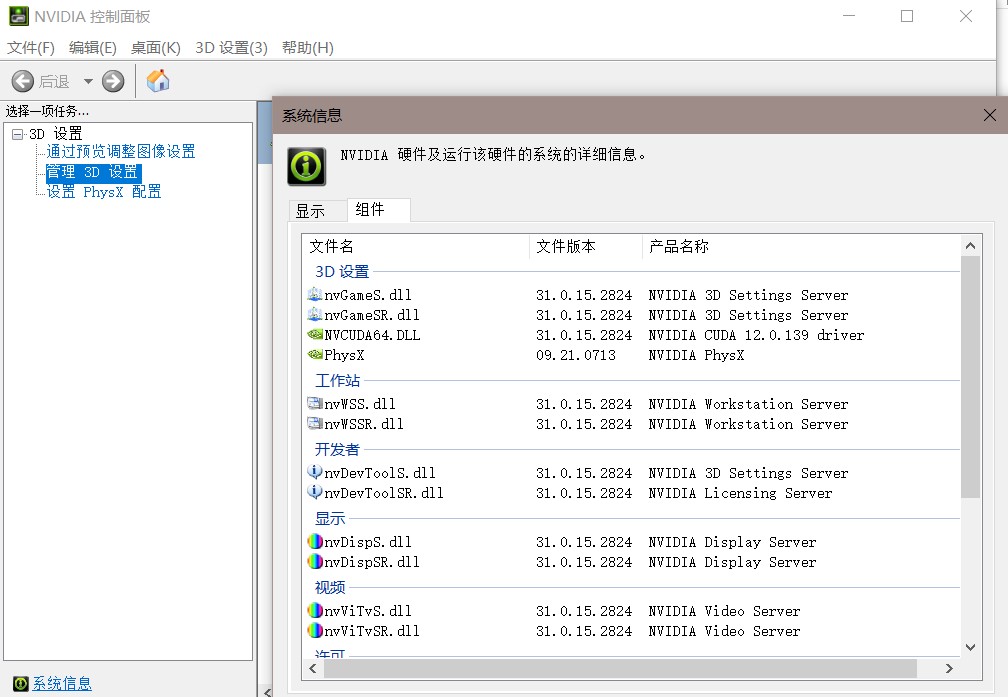 NVIDIA 控制面板
文件(F) 编辑(E) 桌面(K) 3D 设置(3) 帮助(H)
后退
选择一项任务...
3D 设置
通过预览调整图像设置
管理 3D 设置
设置 PhysX 配置
系统信息
系统信息
NVIDIA 硬件及运行该硬件的系统的详细信息。
显示 组件
文件名 文件版本 产品名称
3D 设置
nvGameS.dll 31.0.15.2824 NVIDIA 3D Settings Server
nvGameSR.dll 31.0.15.2824 NVIDIA 3D Settings Server
NVCUDA64.DLL 31.0.15.2824 NVIDIA CUDA 12.0.139 driver
PhysX 09.21.0713 NVIDIA PhysX
工作站
nvWSS.dll 31.0.15.2824 NVIDIA Workstation Server
nvWSSR.dll 31.0.15.2824 NVIDIA Workstation Server
开发者
nvDevToolS.dll 31.0.15.2824 NVIDIA 3D Settings Server
nvDevToolSR.dll 31.0.15.2824 NVIDIA Licensing Server
显示
nvDispS.dll 31.0.15.2824 NVIDIA Display Server
nvDispSR.dll 31.0.15.2824 NVIDIA Display Server
视频
nvViTvS.dll 31.0.15.2824 NVIDIA Video Server
nvViTvSR.dll 31.0.15.2824 NVIDIA Video Server
许可